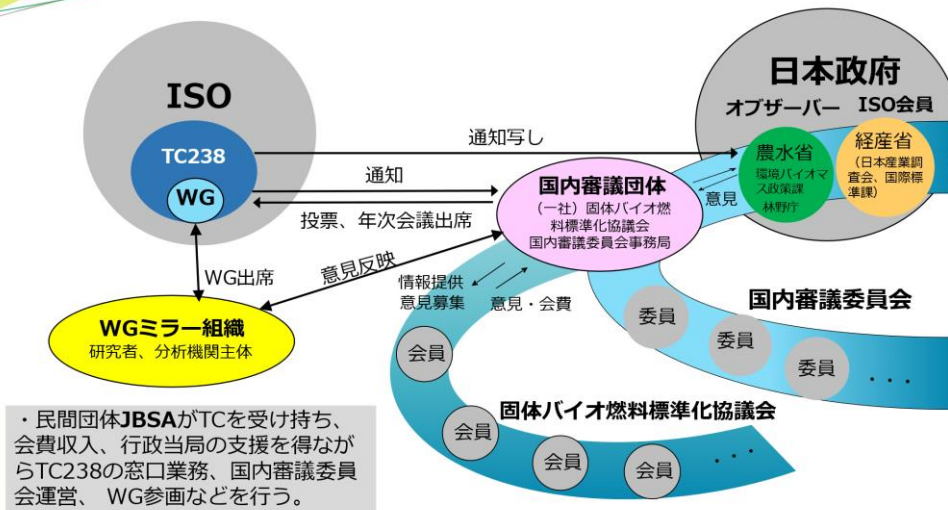 ISO
TC238
WG
日本政府
オブザーバー
ISO会員
農水省
環境バイオマ
ス政策課
林野庁
経産省
(日本産業調
査会、国際標
準課)
通知写し
通知
投票、年次会議出席
国内審議団体
(一社)固体バイオ燃
料標準化協議会
国内審議委員会事務局
意見
WG出席
意見反映
情報提供
意見募集
意見・会費
WGミラー組織
研究者、分析機関主体
国内審議委員会
委員
委員
委員
・・・
会員
固体バイオ燃料標準化協議会
会員
会員
会員
・・・
・民間団体JBSAがTCを受け持ち、
会費収入、行政当局の支援を得なが
らTC238の窓口業務、国内審議委員
会運営、 WG参画などを行う。